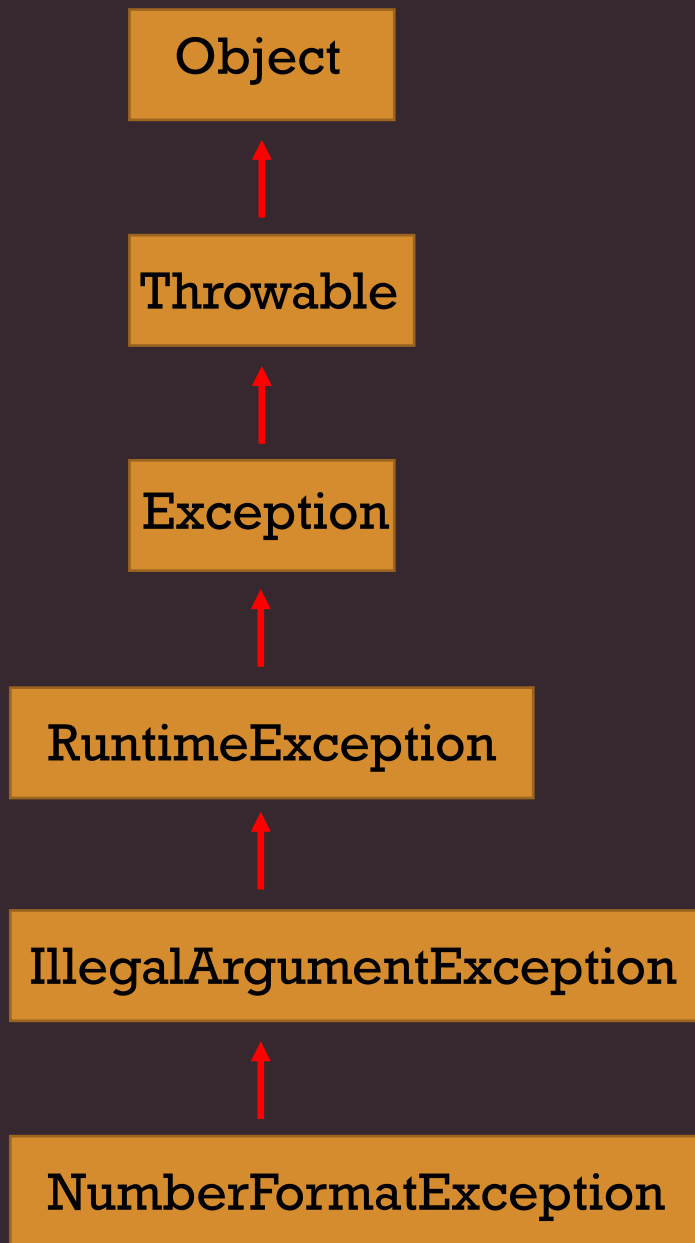 Object
Throwable
Exception
RuntimeException
IllegalArgumentException
NumberFormatException